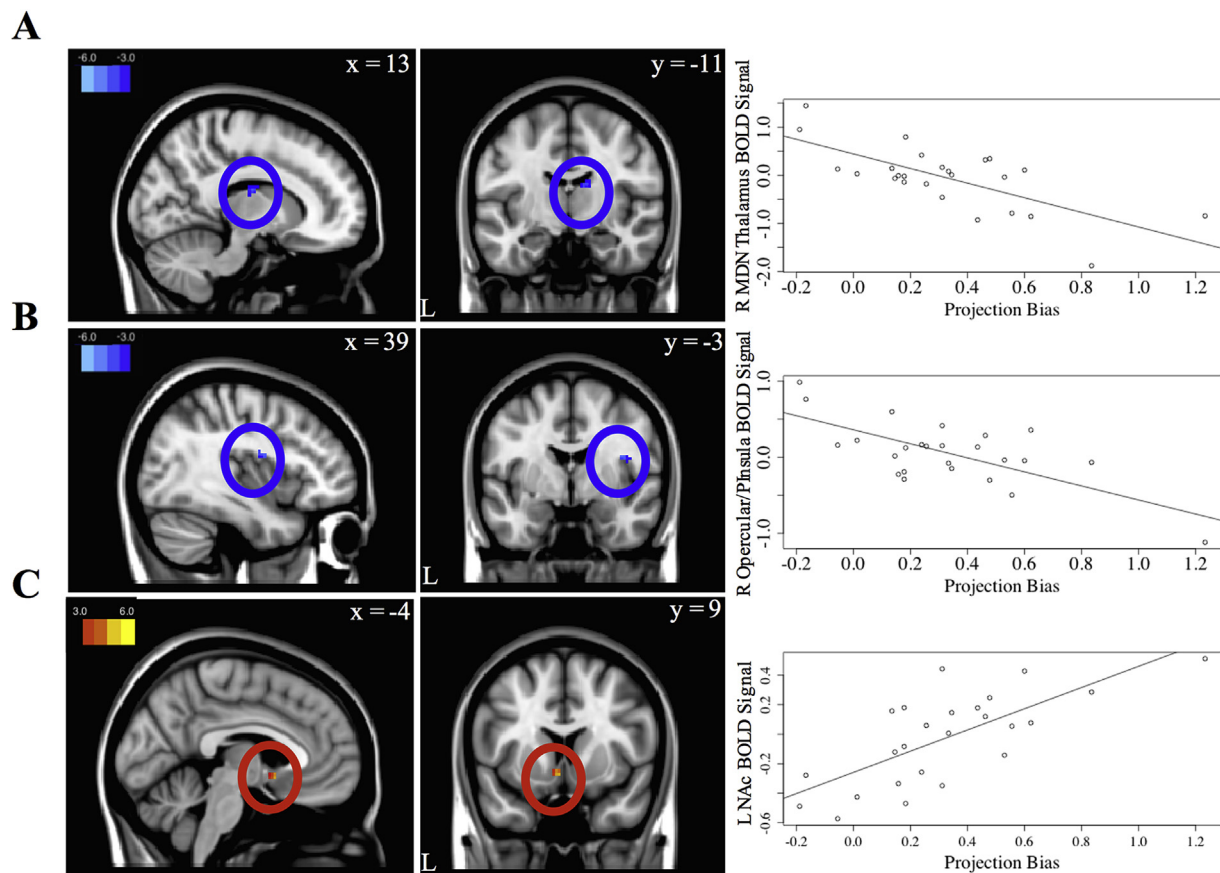 A
-6.0 -3.0
x = 13
y = -11
L
R MDN Thalamus BOLD Signal
1.0
0.0
-1.0
-2.0
-0.2 0.0 0.2 0.4 0.6 0.8 1.0 1.2
Projection Bias
B
-6.0 -3.0
x = 39
y = -3
L
R Opercular/PInsula BOLD Signal
1.0
0.0
-1.0
-0.2 0.0 0.2 0.4 0.6 0.8 1.0 1.2
Projection Bias
C
3.0 6.0
x = -4
y = 9
L
L NAc BOLD Signal
0.4
0.2
-0.2
-0.6
-0.2 0.0 0.2 0.4 0.6 0.8 1.0 1.2
Projection Bias